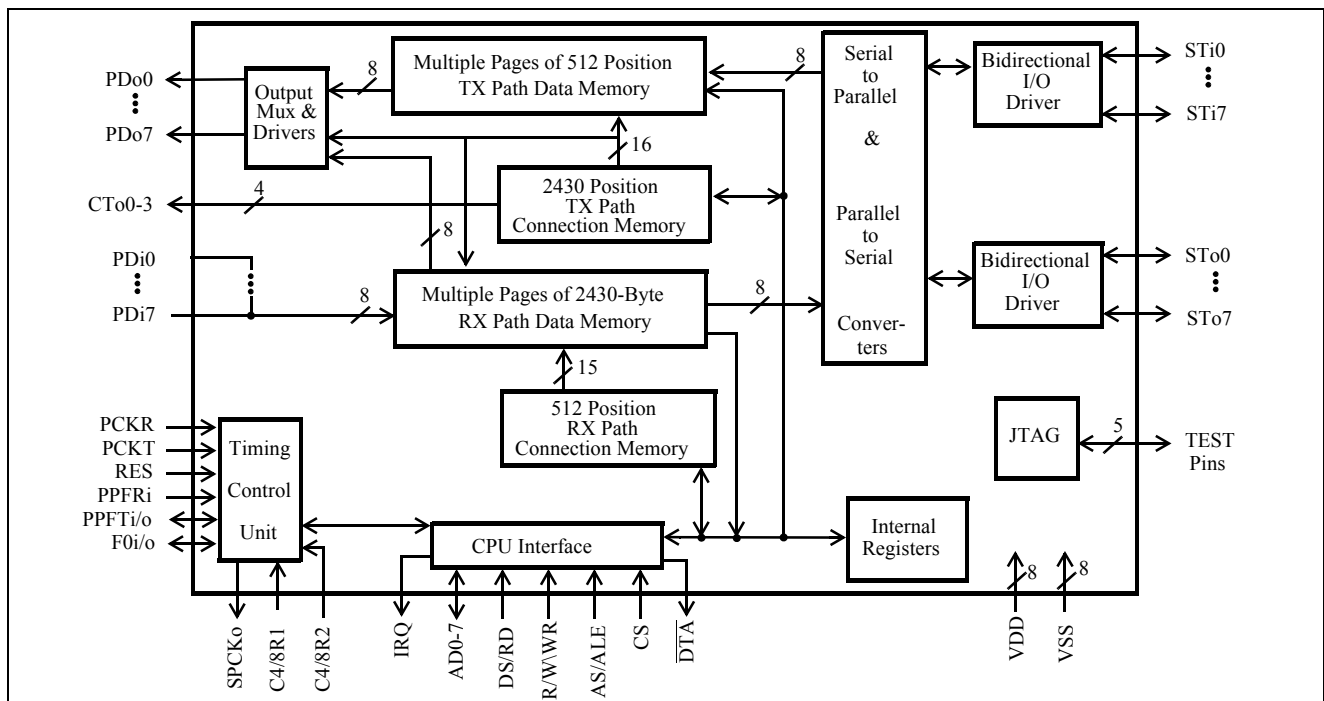 PDo0
PDo7
CTo0-3
PDi0
PDi7
PCKR
PCKT
RES
PPFRi
PPFTi/o
F0i/o
Output
Mux &
Drivers
8
Multiple Pages of 512 Position
TX Path Data Memory
8
16
4
2430 Position
TX Path
Connection Memory
8
8
Multiple Pages of 2430-Byte
RX Path Data Memory
8
15
512 Position
RX Path
Connection Memory
Serial
to
Parallel
&
Parallel
to
Serial
Conver-
ters
Bidirectional
I/O
Driver
STi0
STi7
Bidirectional
I/O
Driver
STo0
STo7
JTAG
5
TEST
Pins
Timing
Control
Unit
CPU Interface
Internal
Registers
8
8
SPCKo
C4/8R1
C4/8R2
IRQ
AD0-7
DS/RD
R/W\WR
AS/ALE
CS
DTA
VDD
VSS